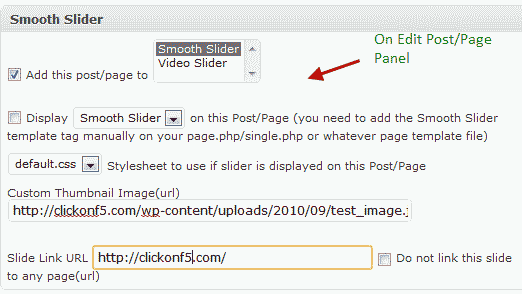 Smooth Slider
On Edit Post/Page
Panel
Smooth Slider
Add this post/page to Video Slider
Display Smooth Slider on this Post/Page (you need to add the Smooth Slider
template tag manually on your page.php/single.php or whatever page template file)
default.css Stylesheet to use if slider is displayed on this Post/Page
Custom Thumbnail Image(url)
http://clickonf5.com/wp-content/uploads/2010/09/test_image.
Slide Link URL http://clickonf5.com/ Do not link this slide
to any page(url)